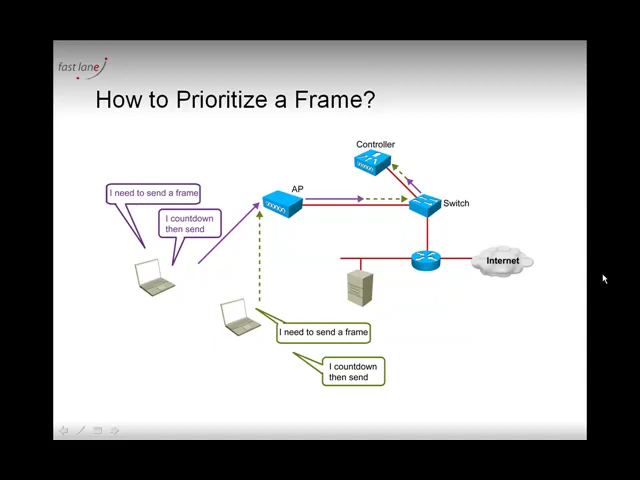 fast lane
How to Prioritize a Frame?
Controller
AP
I need to send a frame
Switch
I countdown
then send
Internet
I need to send a frame
I countdown
then send